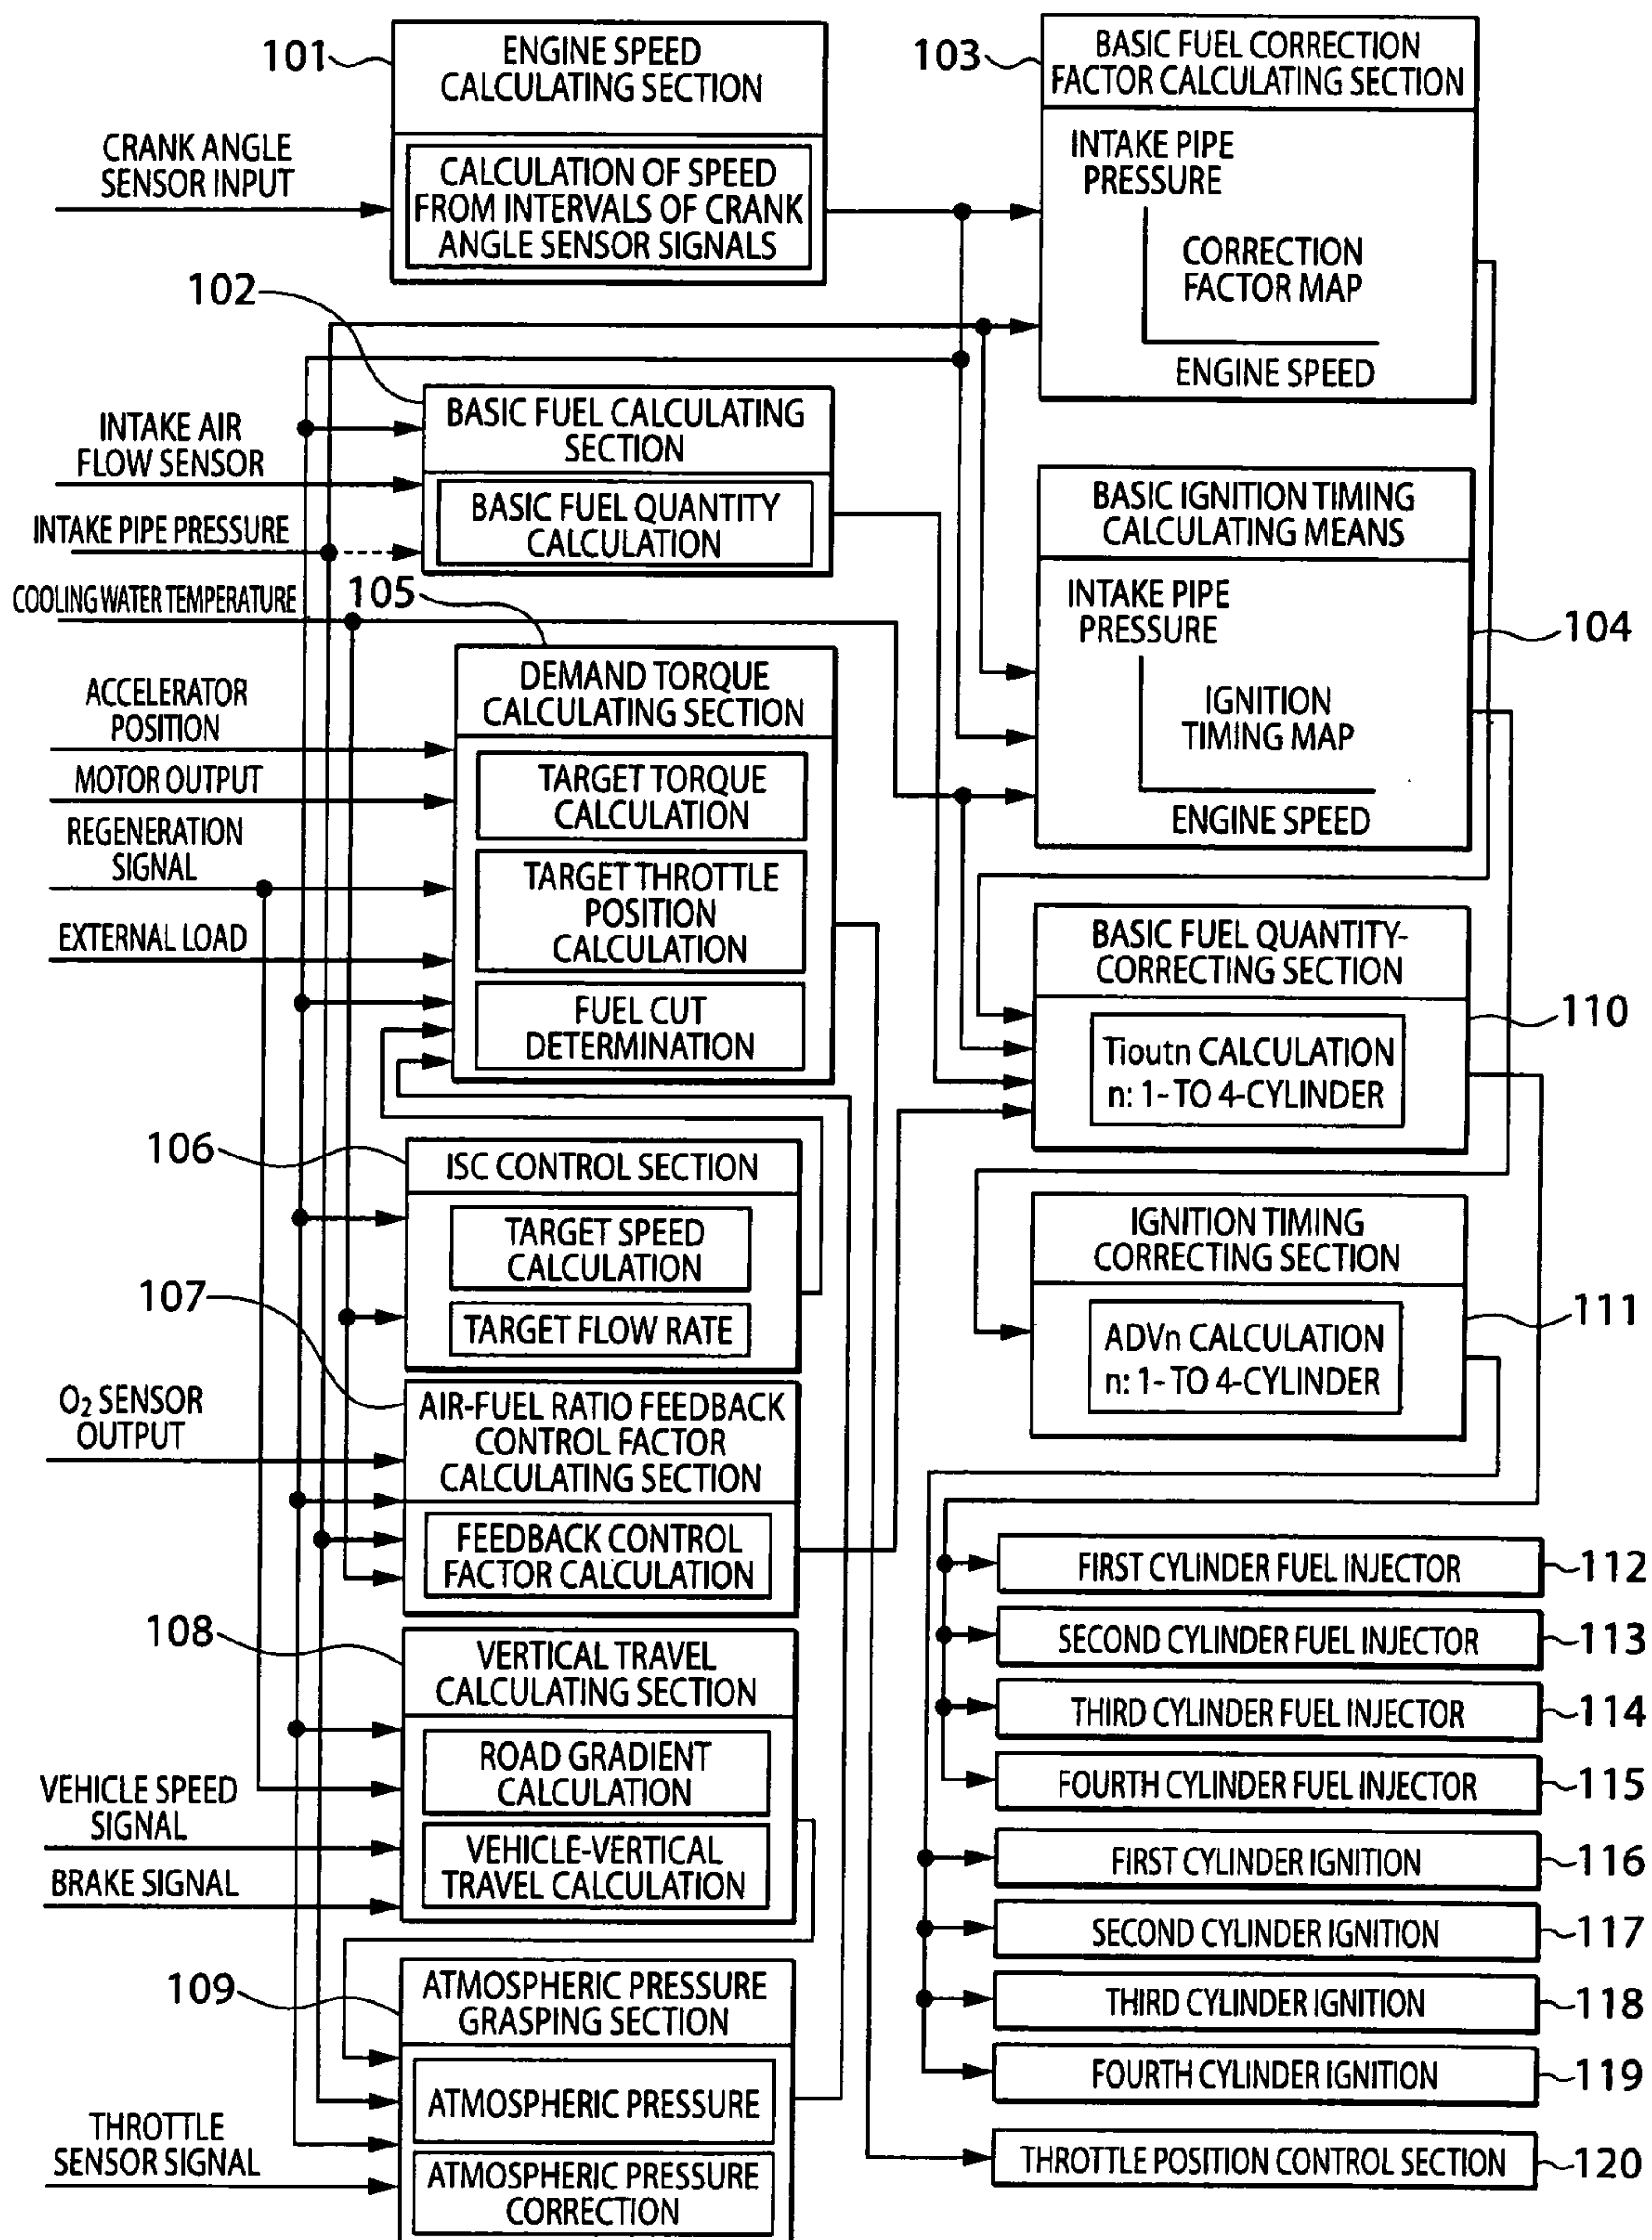 101
ENGINE SPEED
CALCULATING SECTION
CRANK ANGLE
SENSOR INPUT
CALCULATION OF SPEED
FROM INTERVALS OF CRANK
ANGLE SENSOR SIGNALS
103
BASIC FUEL CORRECTION
FACTOR CALCULATING SECTION
INTAKE PIPE
PRESSURE
CORRECTION
FACTOR MAP
ENGINE SPEED
102
BASIC FUEL CALCULATING
SECTION
INTAKE AIR
FLOW SENSOR
BASIC FUEL QUANTITY
CALCULATION
INTAKE PIPE PRESSURE
COOLING WATER TEMPERATURE
BASIC IGNITION TIMING
CALCULATING MEANS
INTAKE PIPE
PRESSURE
104
IGNITION
TIMING MAP
ENGINE SPEED
105
DEMAND TORQUE
CALCULATING SECTION
ACCELERATOR
POSITION
MOTOR OUTPUT
TARGET TORQUE
CALCULATION
REGENERATION
SIGNAL
TARGET THROTTLE
POSITION
CALCULATION
EXTERNAL LOAD
FUEL CUT
DETERMINATION
BASIC FUEL QUANTITY-
CORRECTING SECTION
110
Tioutn CALCULATION
n: 1- TO 4-CYLINDER
106
ISC CONTROL SECTION
TARGET SPEED
CALCULATION
TARGET FLOW RATE
IGNITION TIMING
CORRECTING SECTION
111
ADVn CALCULATION
n: 1- TO 4-CYLINDER
107
AIR-FUEL RATIO FEEDBACK
CONTROL FACTOR
CALCULATING SECTION
O2 SENSOR
OUTPUT
FEEDBACK CONTROL
FACTOR CALCULATION
FIRST CYLINDER FUEL INJECTOR
112
SECOND CYLINDER FUEL INJECTOR
113
THIRD CYLINDER FUEL INJECTOR
114
FOURTH CYLINDER FUEL INJECTOR
115
108
VERTICAL TRAVEL
CALCULATING SECTION
ROAD GRADIENT
CALCULATION
VEHICLE SPEED
SIGNAL
VEHICLE-VERTICAL
TRAVEL CALCULATION
BRAKE SIGNAL
FIRST CYLINDER IGNITION
116
SECOND CYLINDER IGNITION
117
THIRD CYLINDER IGNITION
118
FOURTH CYLINDER IGNITION
119
109
ATMOSPHERIC PRESSURE
GRASPING SECTION
ATMOSPHERIC PRESSURE
THROTTLE
SENSOR SIGNAL
ATMOSPHERIC PRESSURE
CORRECTION
THROTTLE POSITION CONTROL SECTION
120